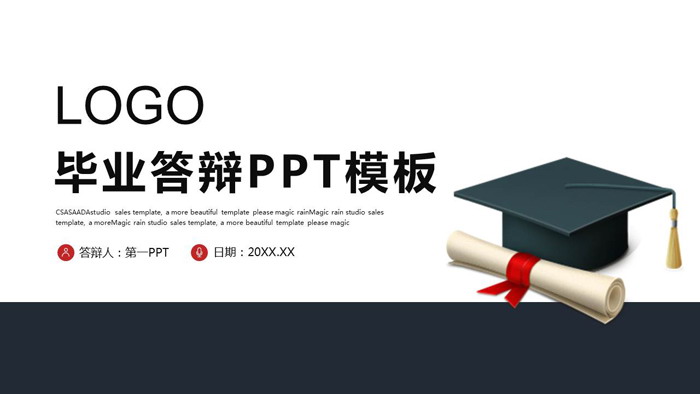 LOGO
毕业答辩PPT模板
CSASAADAstudio sales template, a more beautiful template please magic rainMagic rain studio sales
template, a moreMagic rain studio sales template, a more beautiful template please magic
答辩人：第一PPT 日期：20XX.XX